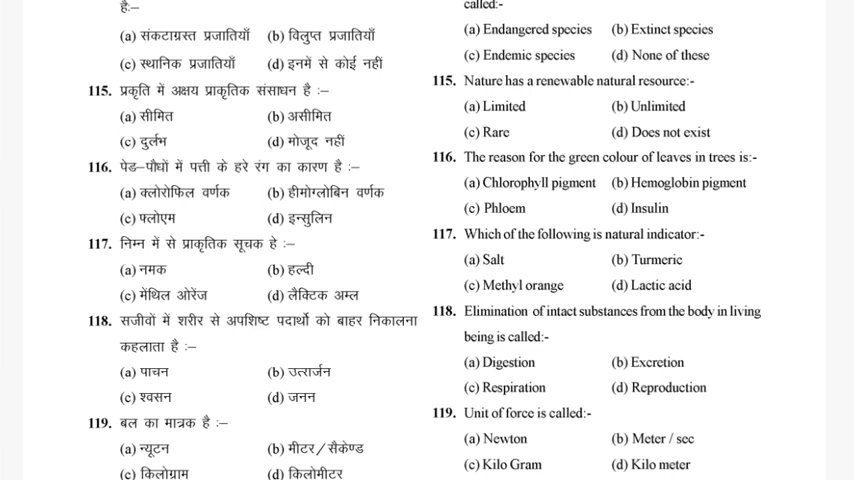 है:–
(a) संकटाग्रस्त प्रजातियाँ (b) विलुप्त प्रजातियाँ
(c) स्थानिक प्रजातियाँ (d) इनमें से कोई नहीं
115. प्रकृति में अक्षय प्राकृतिक संसाधन है :–
(a) सीमित (b) असीमित
(c) दुर्लभ (d) मोजूद नहीं
116. पेड–पौघों में पत्ती के हरे रंग का कारण है :–
(a) क्लोरोफिल वर्णक (b) हीमोग्लोबिन वर्णक
(c) फ्लोएम (d) इन्सुलिन
117. निम्न में से प्राकृतिक सूचक हे :–
(a) नमक (b) हल्दी
(c) मेंथिल ओरेंज (d) लैक्टिक अम्ल
118. सजीवों में शरीर से अपशिष्ट पदार्थो को बाहर निकालना
कहलाता है :–
(a) पाचन (b) उत्सर्जन
(c) श्वसन (d) जनन
119. बल का मात्रक है :–
(a) न्यूटन (b) मीटर/सैकेण्ड
(c) किलोग्राम (d) किलोमीटर
called:-
(a) Endangered species (b) Extinct species
(c) Endemic species (d) None of these
115. Nature has a renewable natural resource:-
(a) Limited (b) Unlimited
(c) Rare (d) Does not exist
116. The reason for the green colour of leaves in trees is:-
(a) Chlorophyll pigment (b) Hemoglobin pigment
(c) Phloem (d) Insulin
117. Which of the following is natural indicator:-
(a) Salt (b) Turmeric
(c) Methyl orange (d) Lactic acid
118. Elimination of intact substances from the body in living
being is called:-
(a) Digestion (b) Excretion
(c) Respiration (d) Reproduction
119. Unit of force is called:-
(a) Newton (b) Meter / sec
(c) Kilo Gram (d) Kilo meter